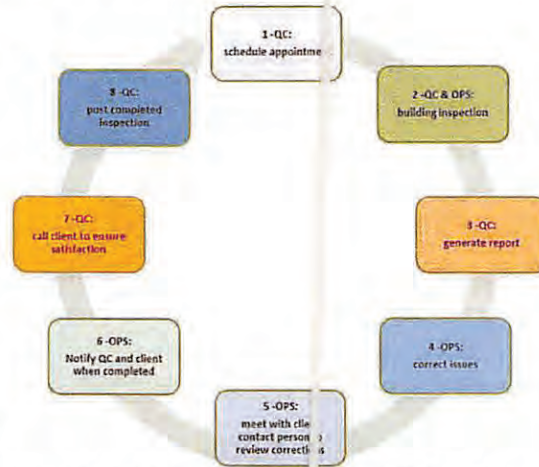 1 -QC:
schedule appointme
2 -QC & OPS:
building inspection
3 -QC:
generate report
4 -OPS:
correct issues
5 -OPS:
meet with clie
contact person
review corrections
6 -OPS:
Notify QC and client
when completed
7 -QC:
call client to ensure
satisfaction
8 -QC:
post completed
inspection